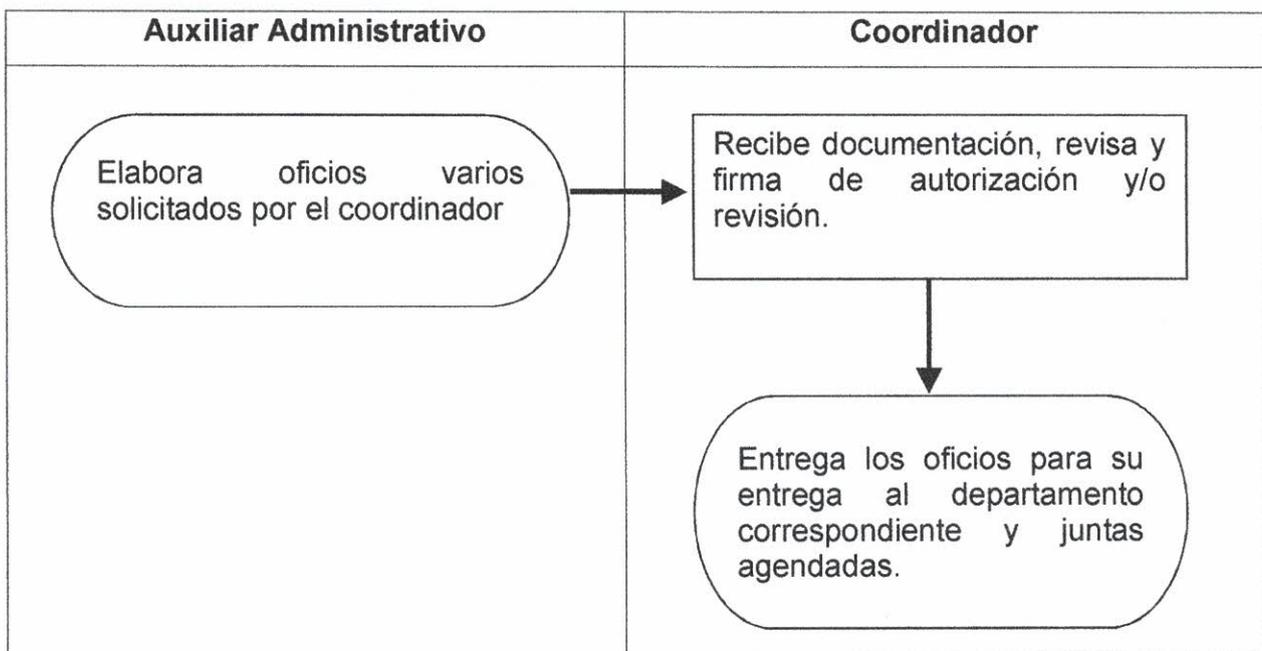 Auxiliar Administrativo
Coordinador
Elabora oficios varios
solicitados por el coordinador
Recibe documentación, revisa y
firma de autorización y/o
revisión.
Entrega los oficios para su
entrega al departamento
correspondiente y juntas
agendadas.